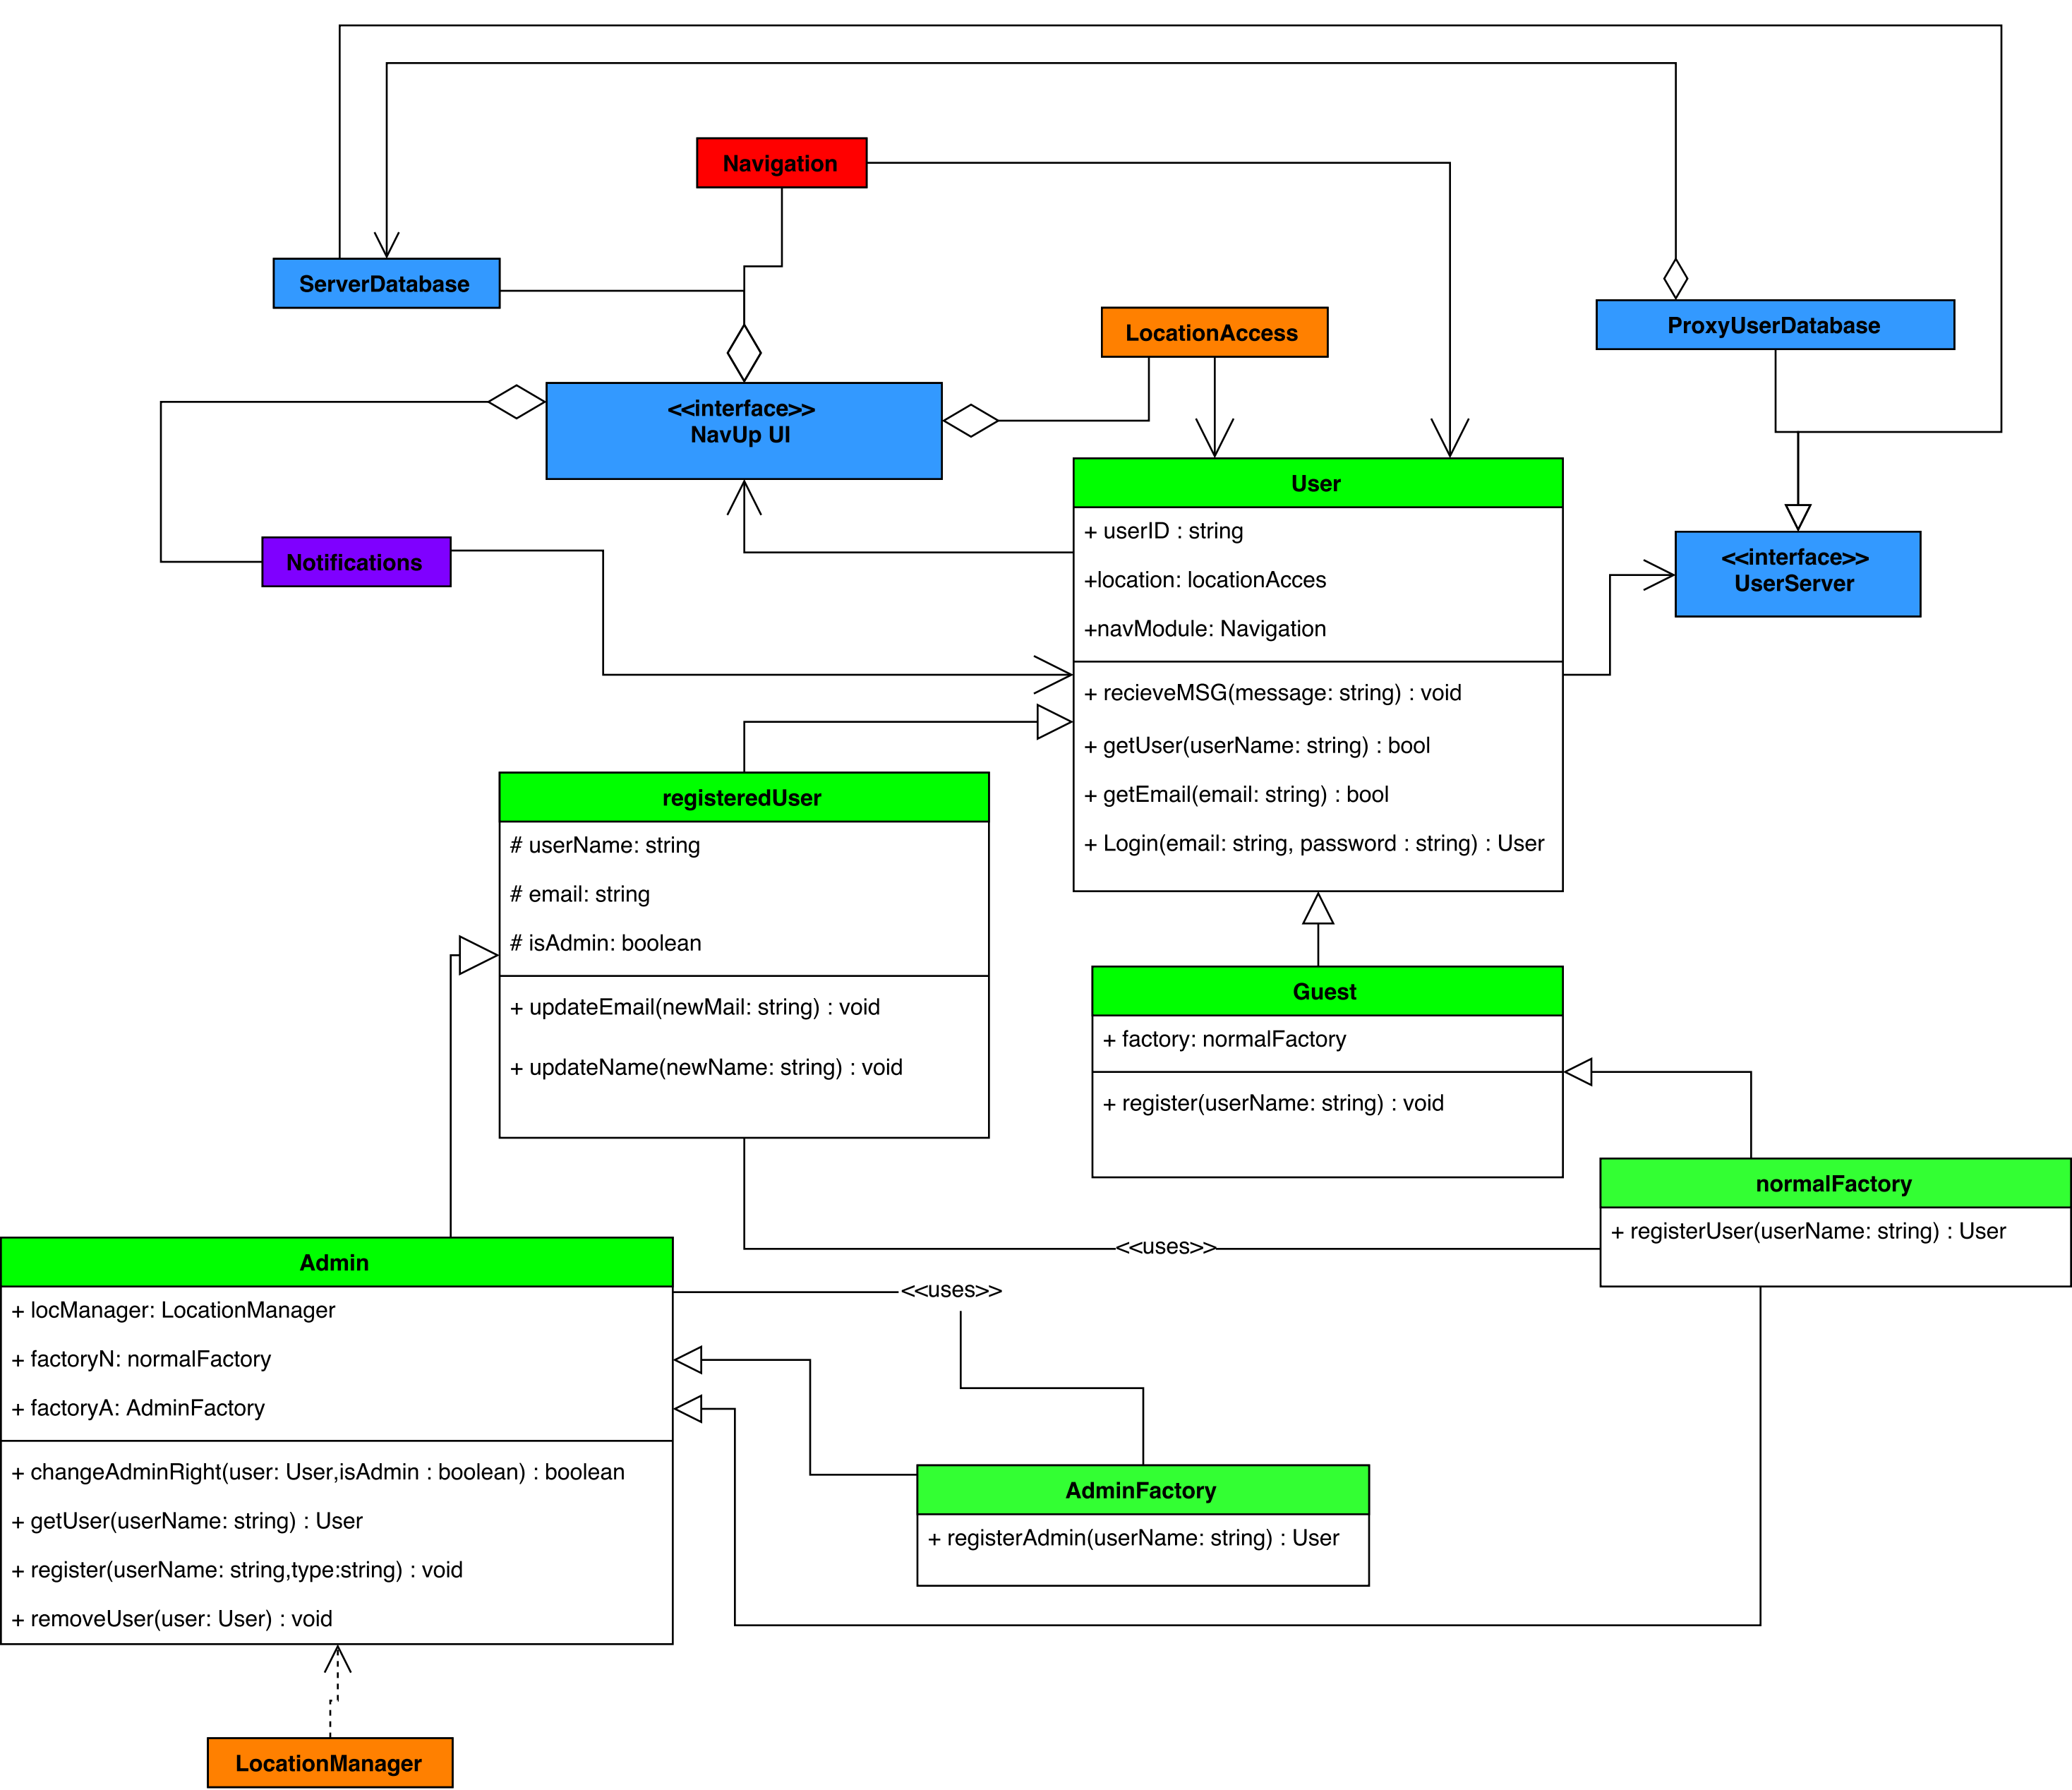 Navigation
ServerDatabase
LocationAccess
ProxyUserDatabase
<<interface>>
NavUp UI
User
+ userID : string
+location: locationAcces
+navModule: Navigation
+ recieveMSG(message: string) : void
+ getUser(userName: string) : bool
+ getEmail(email: string) : bool
+ Login(email: string, password : string) : User
Notifications
<<interface>>
UserServer
registeredUser
# userName: string
# email: string
# isAdmin: boolean
+ updateEmail(newMail: string) : void
+ updateName(newName: string) : void
Guest
+ factory: normalFactory
+ register(userName: string) : void
normalFactory
+ registerUser(userName: string) : User
<<uses>>
Admin
+ locManager: LocationManager
+ factoryN: normalFactory
+ factoryA: AdminFactory
+ changeAdminRight(user: User,isAdmin : boolean) : boolean
+ getUser(userName: string) : User
+ register(userName: string,type:string) : void
+ removeUser(user: User) : void
<<uses>>
AdminFactory
+ registerAdmin(userName: string) : User
LocationManager